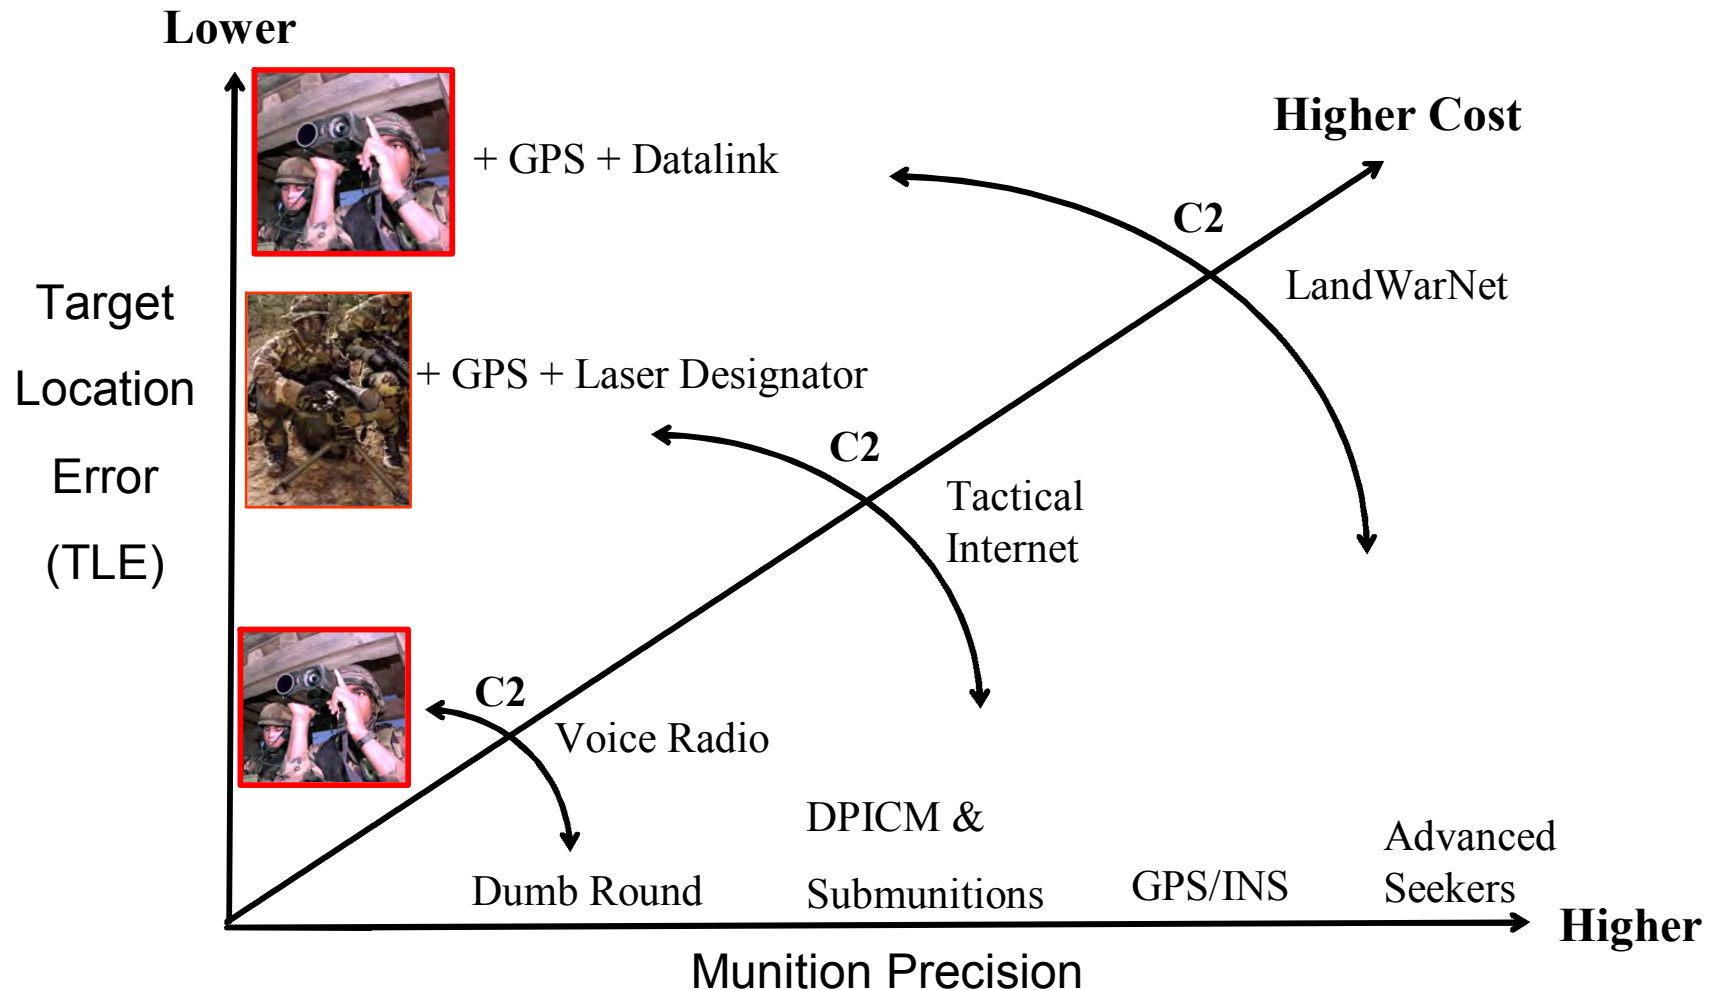 Lower
Higher Cost
+ GPS + Datalink
C2
LandWarNet
Target
Location
Error
(TLE)
+ GPS + Laser Designator
C2
Tactical
Internet
C2
Voice Radio
Dumb Round
DPICM &
Submunitions
GPS/INS
Advanced
Seekers
Higher
Munition Precision